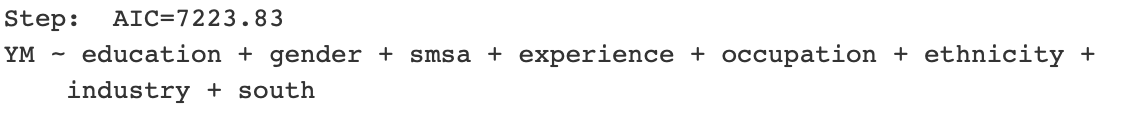 Step:  AIC=7223.83
YM ~ education + gender + smsa + experience + occupation + ethnicity +
    industry + south